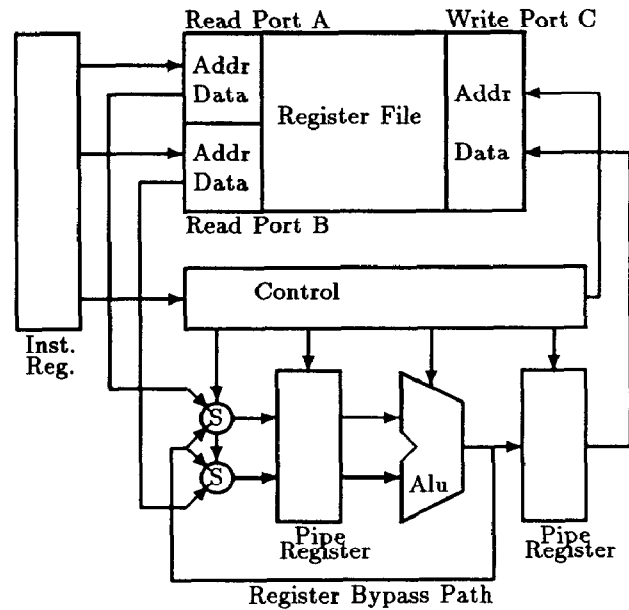 Read Port A
Write Port C
Addr
Data
Register File
Addr
Addr
Data
Data
Read Port B
Control
Inst.
Reg.
S
S
Alu
Pipe
Register
Pipe
Register
Register Bypass Path